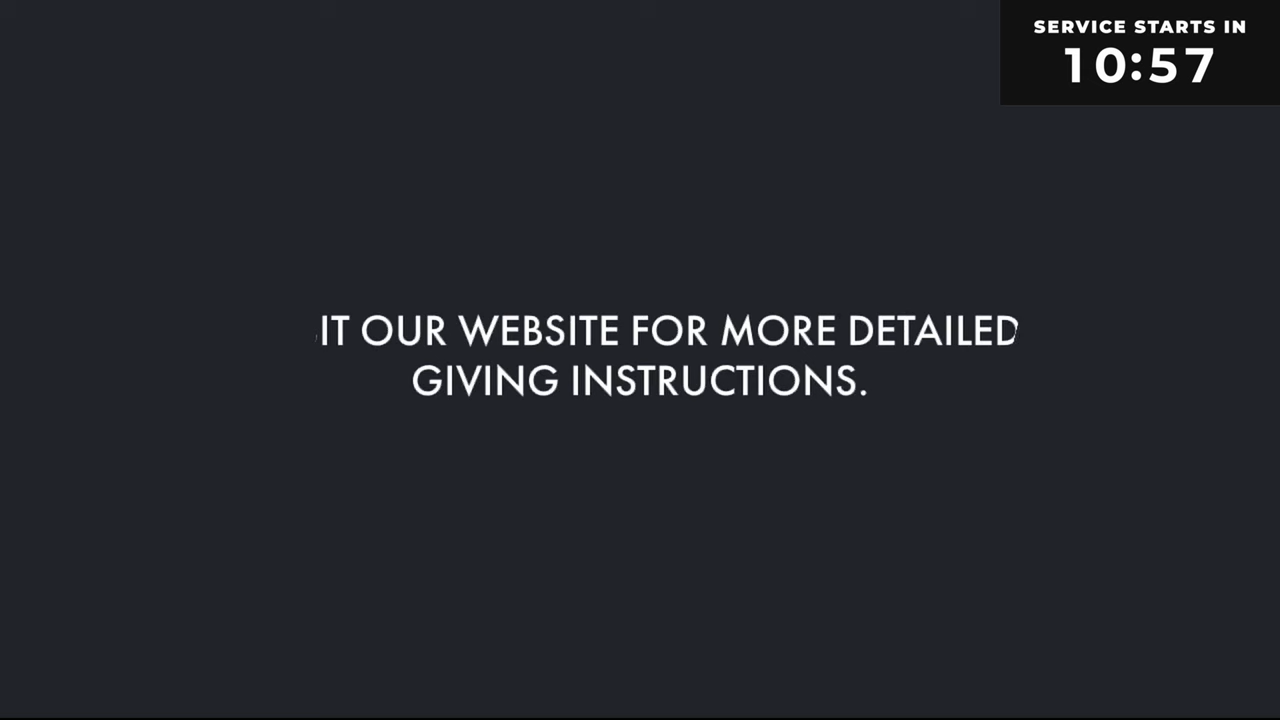 SERVICE STARTS IN
10:57
IT OUR WEBSITE FOR MORE DETAILED
GIVING INSTRUCTIONS.